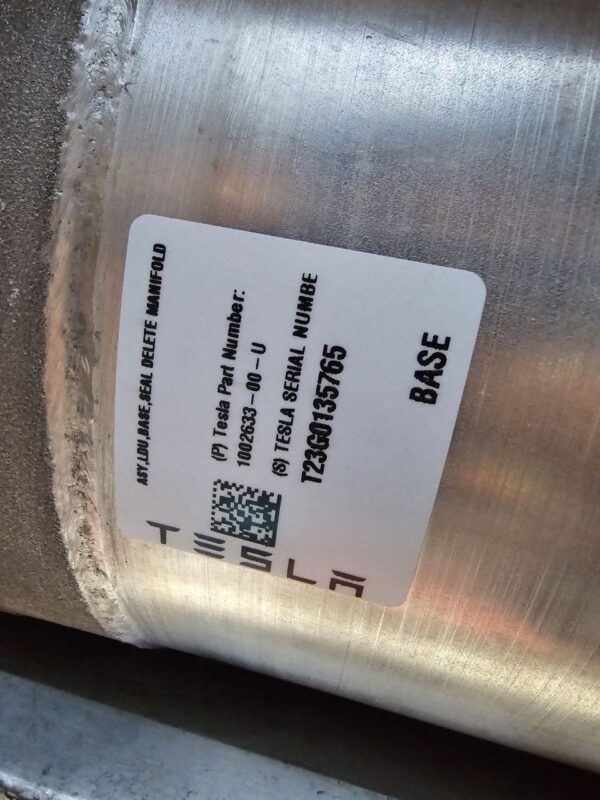 ASY,LDU,BASE,SEAL DELETE MANIFOLD
(P) Tesla Part Number:
1002633-00-U
(S) TESLA SERIAL NUMBE
T23G0135765
BASE
TESLA